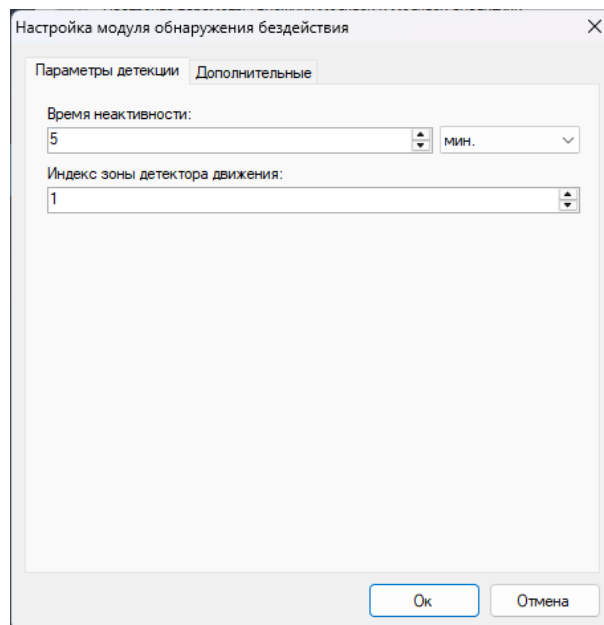 Настройка модуля обнаружения бездействия
Параметры детекции
Дополнительные
Время неактивности:
5
мин.
Индекс зоны детектора движения:
1
Ок
Отмена